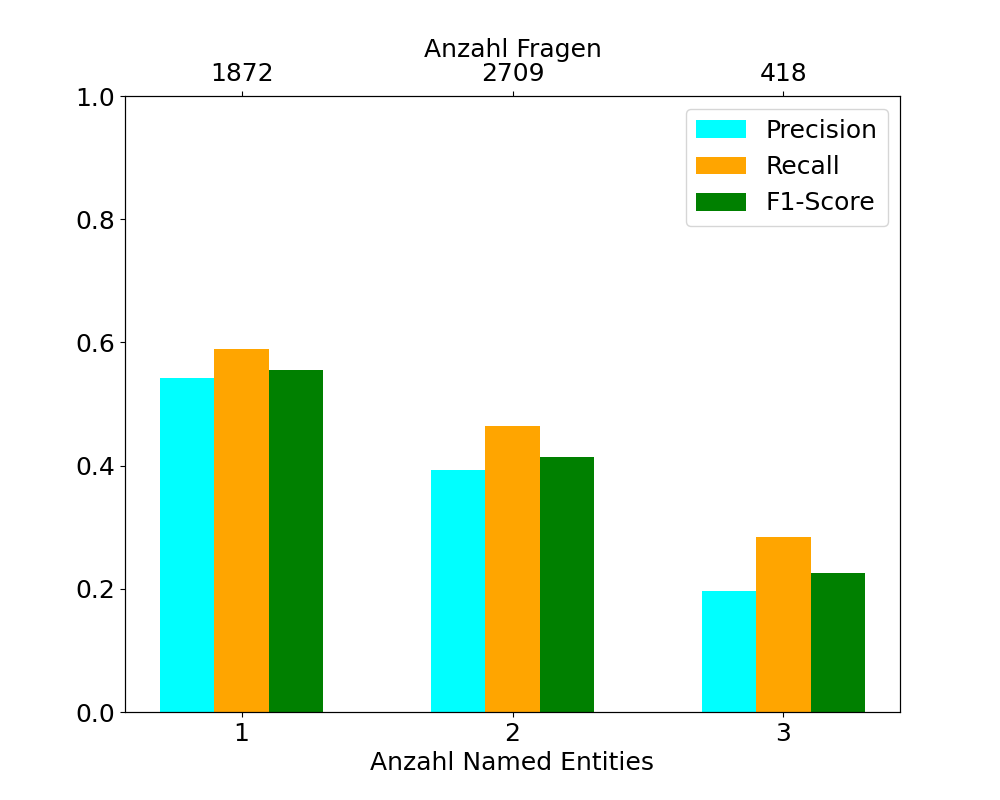 Anzahl Fragen
1872 2709 418
1.0
0.8
0.6
0.4
0.2
0.0
Precision
Recall
F1-Score
1 2 3
Anzahl Named Entities